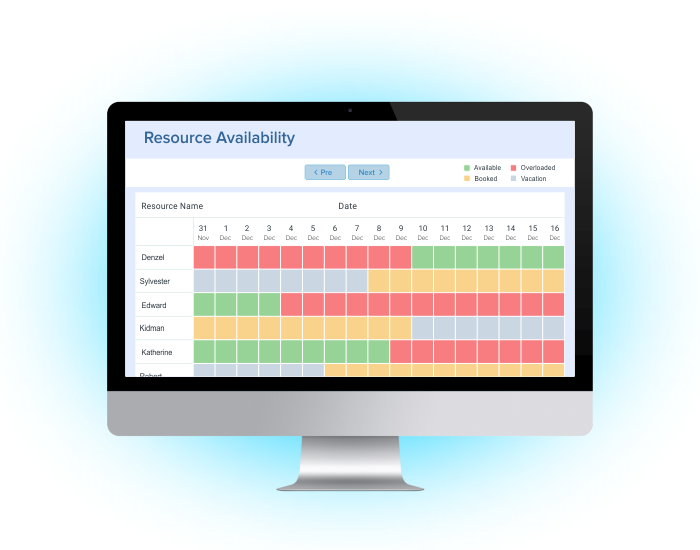 Resource Availability
Pre Next
Available Overloaded
Booked Vacation
Resource Name Date
31 1 2 3 4 5 6 7 8 9 10 11 12 13 14 15 16
Nov Dec Dec Dec Dec Dec Dec Dec Dec Dec Dec Dec Dec Dec Dec Dec Dec
Denzel
Sylvester
Edward
Kidman
Katherine
Robert